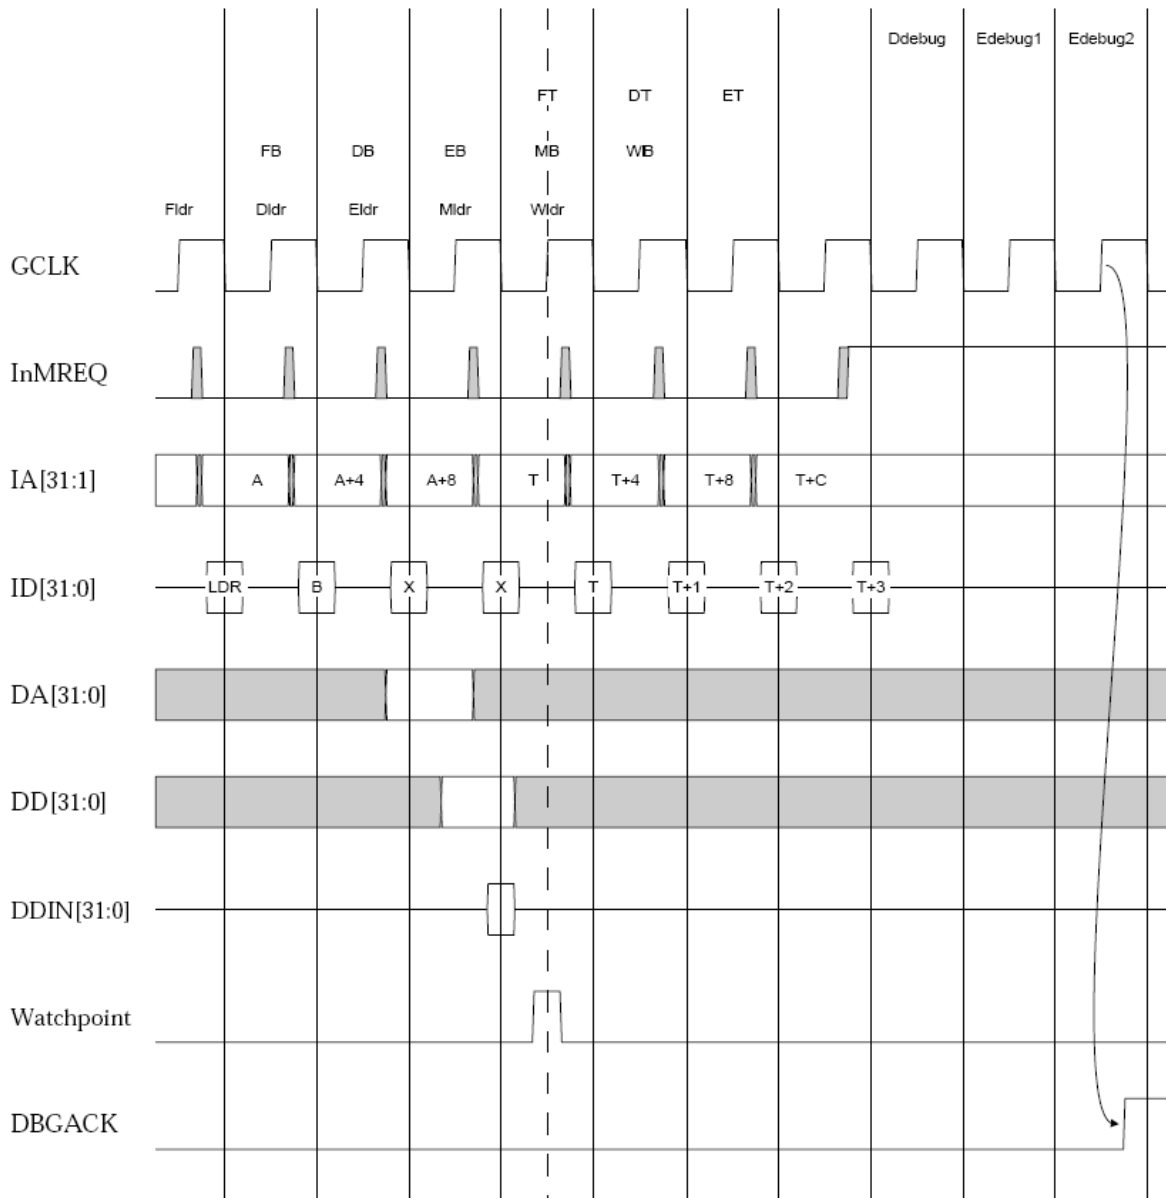 Ddebug Edebug1 Edebug2
FT DT ET
FB DB EB MB WB
Fldr Dldr Eldr Mldr Wldr
GCLK
InMREQ
IA[31:1] A A+4 A+8 T T+4 T+8 T+C
ID[31:0] LDR B X X T T+1 T+2 T+3
DA[31:0]
DD[31:0]
DDIN[31:0]
Watchpoint
DBGACK